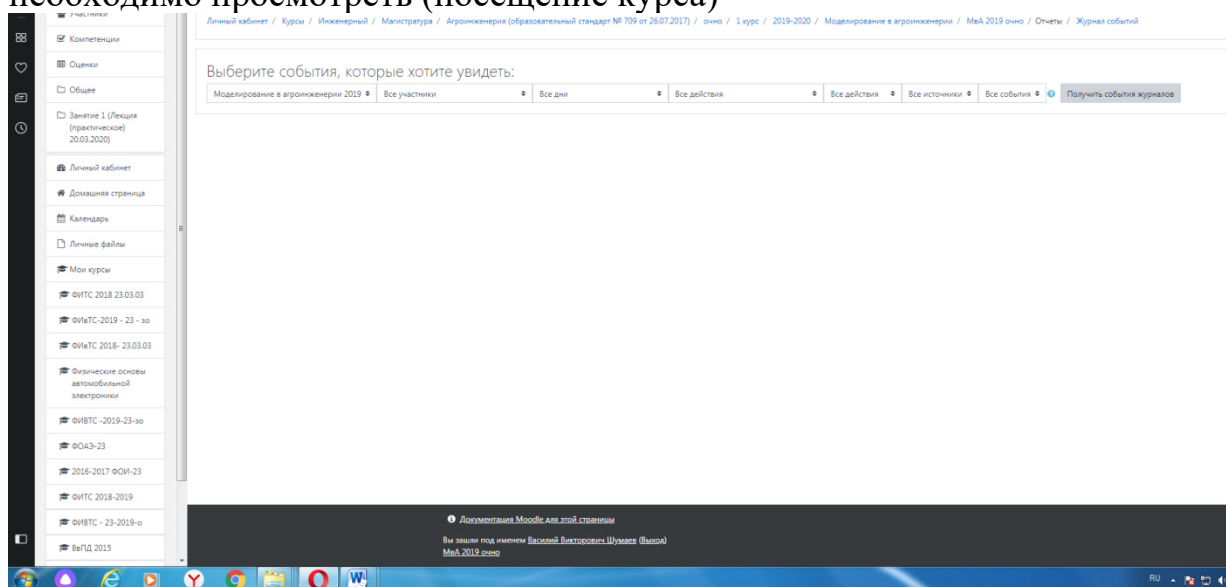 необходимо просмотреть (посещение курса)
Участники
Личный кабинет / Курсы / Инженерный / Магистратура / Агроинженерия (образовательный стандарт № 709 от 26.07.2017) / очно / 1 курс / 2019-2020 / Моделирование в агроинженерии / МвА 2019 очно / Отчеты / Журнал событий
Компетенции
Оценки
Общее
Занятие 1 (Лекция
(практическое)
20.03.2020)
Личный кабинет
Домашняя страница
Календарь
Личные файлы
Мои курсы
ФИТС 2018 23.03.03
ФИвТС-2019 - 23 - зо
ФИвТС 2018- 23.03.03
Физические основы
автомобильной
электроники
ФИВТС -2019-23-зо
ФОАЭ-23
2016-2017 ФОИ-23
ФИТС 2018-2019
ФИВТС - 23-2019-о
ВвПД 2015
Выберите события, которые хотите увидеть:
Моделирование в агроинженерии 2019 Все участники Все дни Все действия Все действия Все источники Все события Получить события журналов
Документация Moodle для этой страницы
Вы зашли под именем Василий Викторович Шумаев (Выход)
МвА 2019 очно
RU